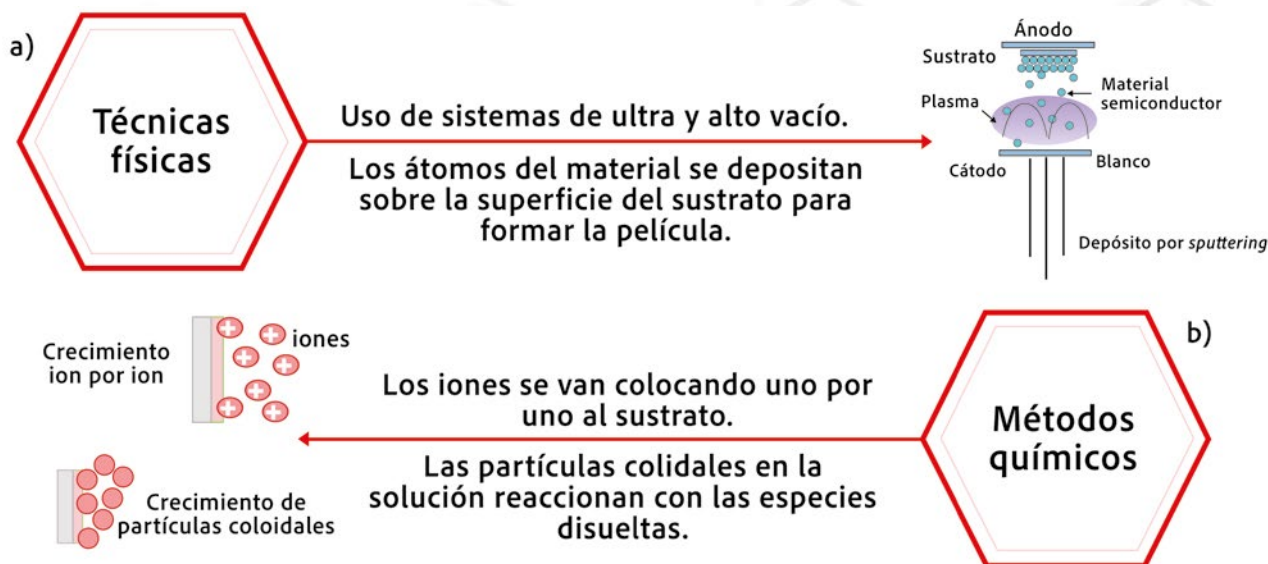 a)
Técnicas
físicas
Uso de sistemas de ultra y alto vacío.
Los átomos del material se depositan
sobre la superficie del sustrato para
formar la película.
Ánodo
Sustrato
Material
semiconductor
Plasma
Cátodo
Blanco
Depósito por sputtering
b)
Métodos
químicos
Los iones se van colocando uno por
uno al sustrato.
Las partículas colidales en la
solución reaccionan con las especies
disueltas.
Crecimiento
ion por ion
iones
Crecimiento de
partículas coloidales